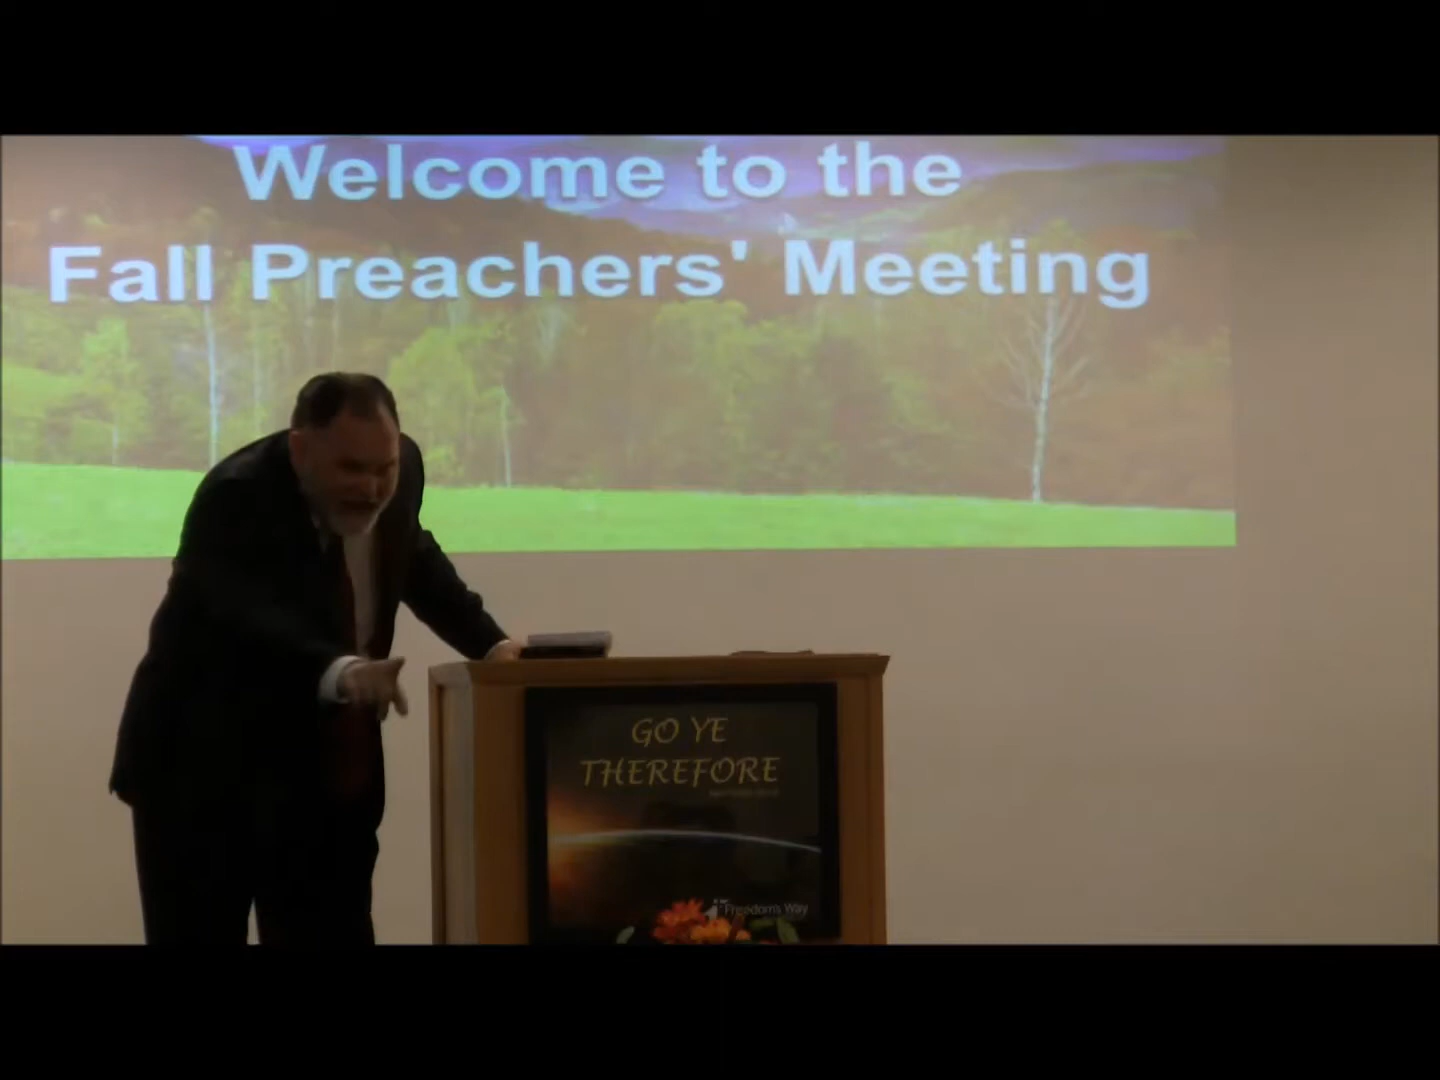 Welcome to the
Fall Preachers' Meeting
GO YE
THEREFORE
Freedom's Way